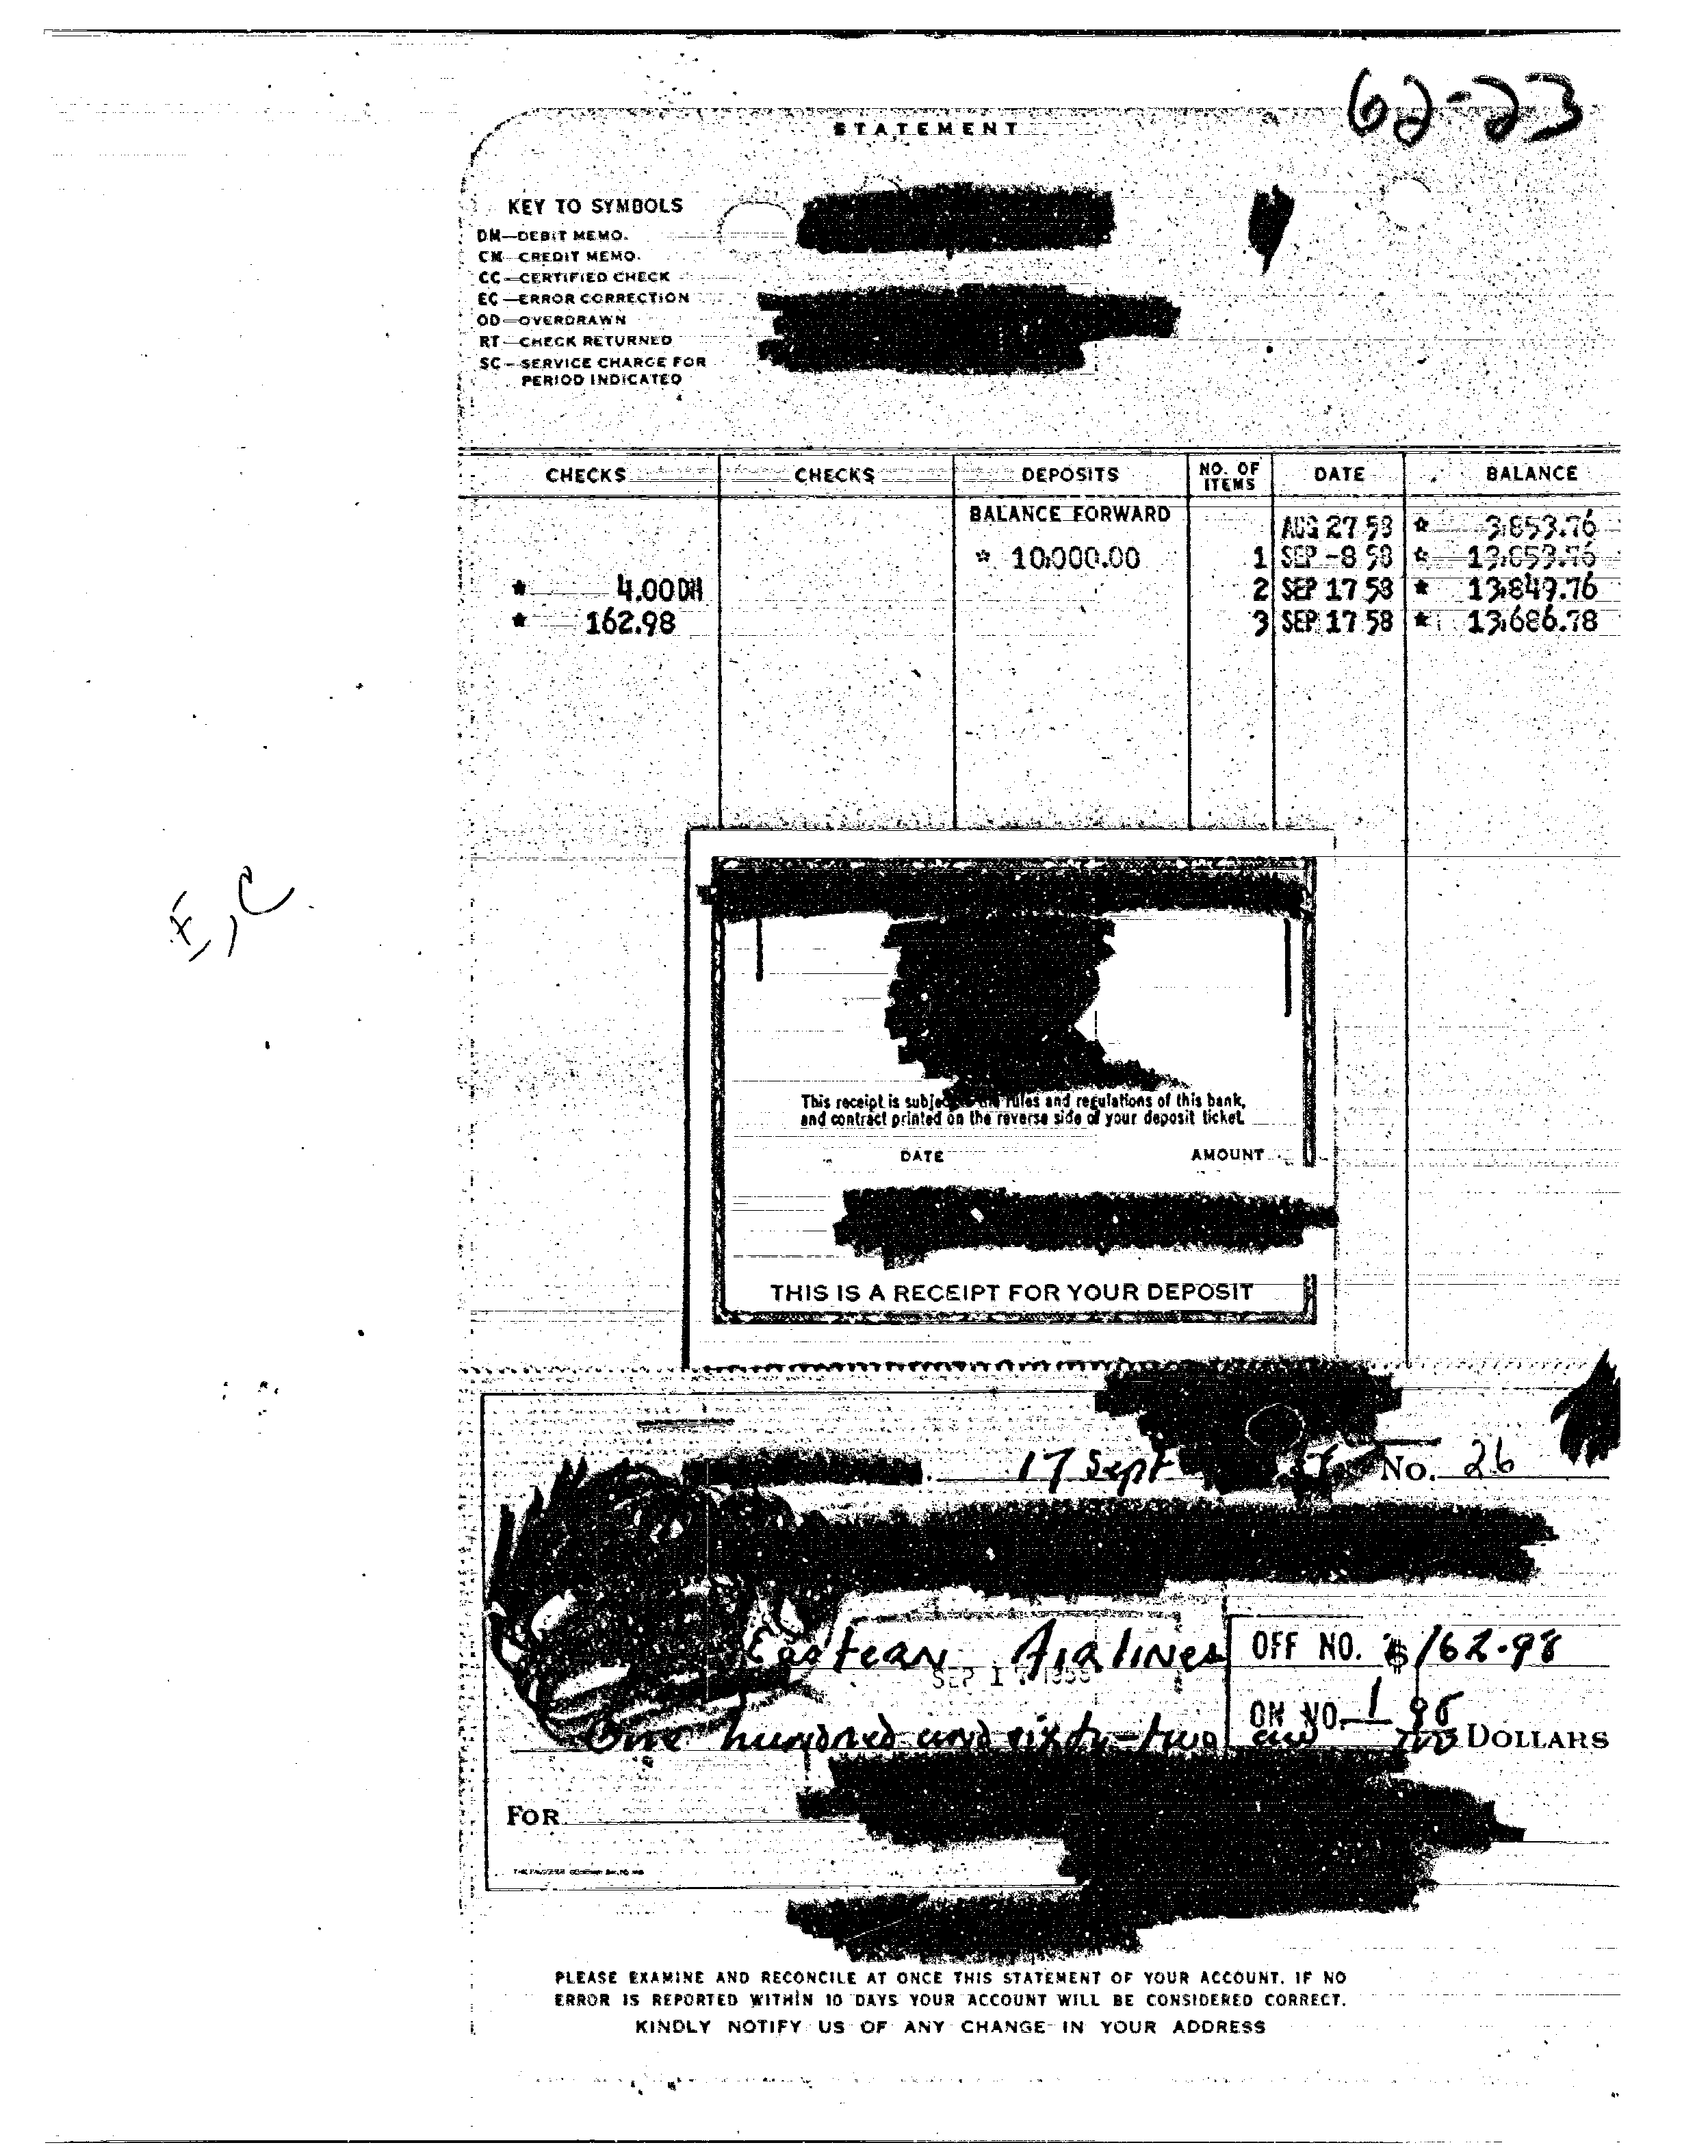 62-23
STATEMENT
KEY TO SYMBOLS
DM—DEBIT MEMO.
CM—CREDIT MEMO.
CC—CERTIFIED CHECK
EC—ERROR CORRECTION
OD—OVERDRAWN
RT—CHECK RETURNED
SC—SERVICE CHARGE FOR
PERIOD INDICATED
CHECKS CHECKS DEPOSITS NO. OF ITEMS DATE BALANCE
BALANCE FORWARD AUG 27 58 * 3,853.76
* 10,000.00 1 SEP -8 58 * 13,853.76
* 4.00DM 2 SEP 17 58 * 13,849.76
* 162.98 3 SEP 17 58 * 13,686.78
E, C
This receipt is subject to the rules and regulations of this bank,
and contract printed on the reverse side of your deposit ticket.
DATE AMOUNT
THIS IS A RECEIPT FOR YOUR DEPOSIT
17 Sept No. 26
Eastern Airlines OFF NO. $162.98
SEP 17 1958
One hundred and sixty-two and 98/100 DOLLARS
ON NO. 1
FOR
PLEASE EXAMINE AND RECONCILE AT ONCE THIS STATEMENT OF YOUR ACCOUNT. IF NO
ERROR IS REPORTED WITHIN 10 DAYS YOUR ACCOUNT WILL BE CONSIDERED CORRECT.
KINDLY NOTIFY US OF ANY CHANGE IN YOUR ADDRESS